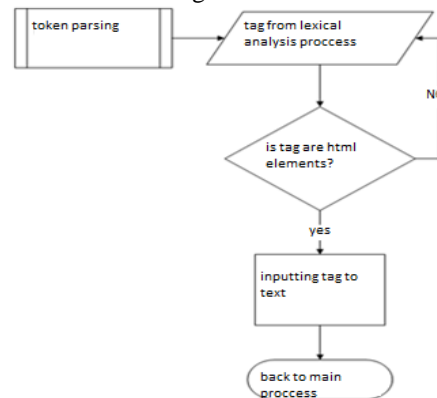 token parsing
tag from lexical
analysis proccess
is tag are html
elements?
yes
inputting tag to
text
back to main
proccess